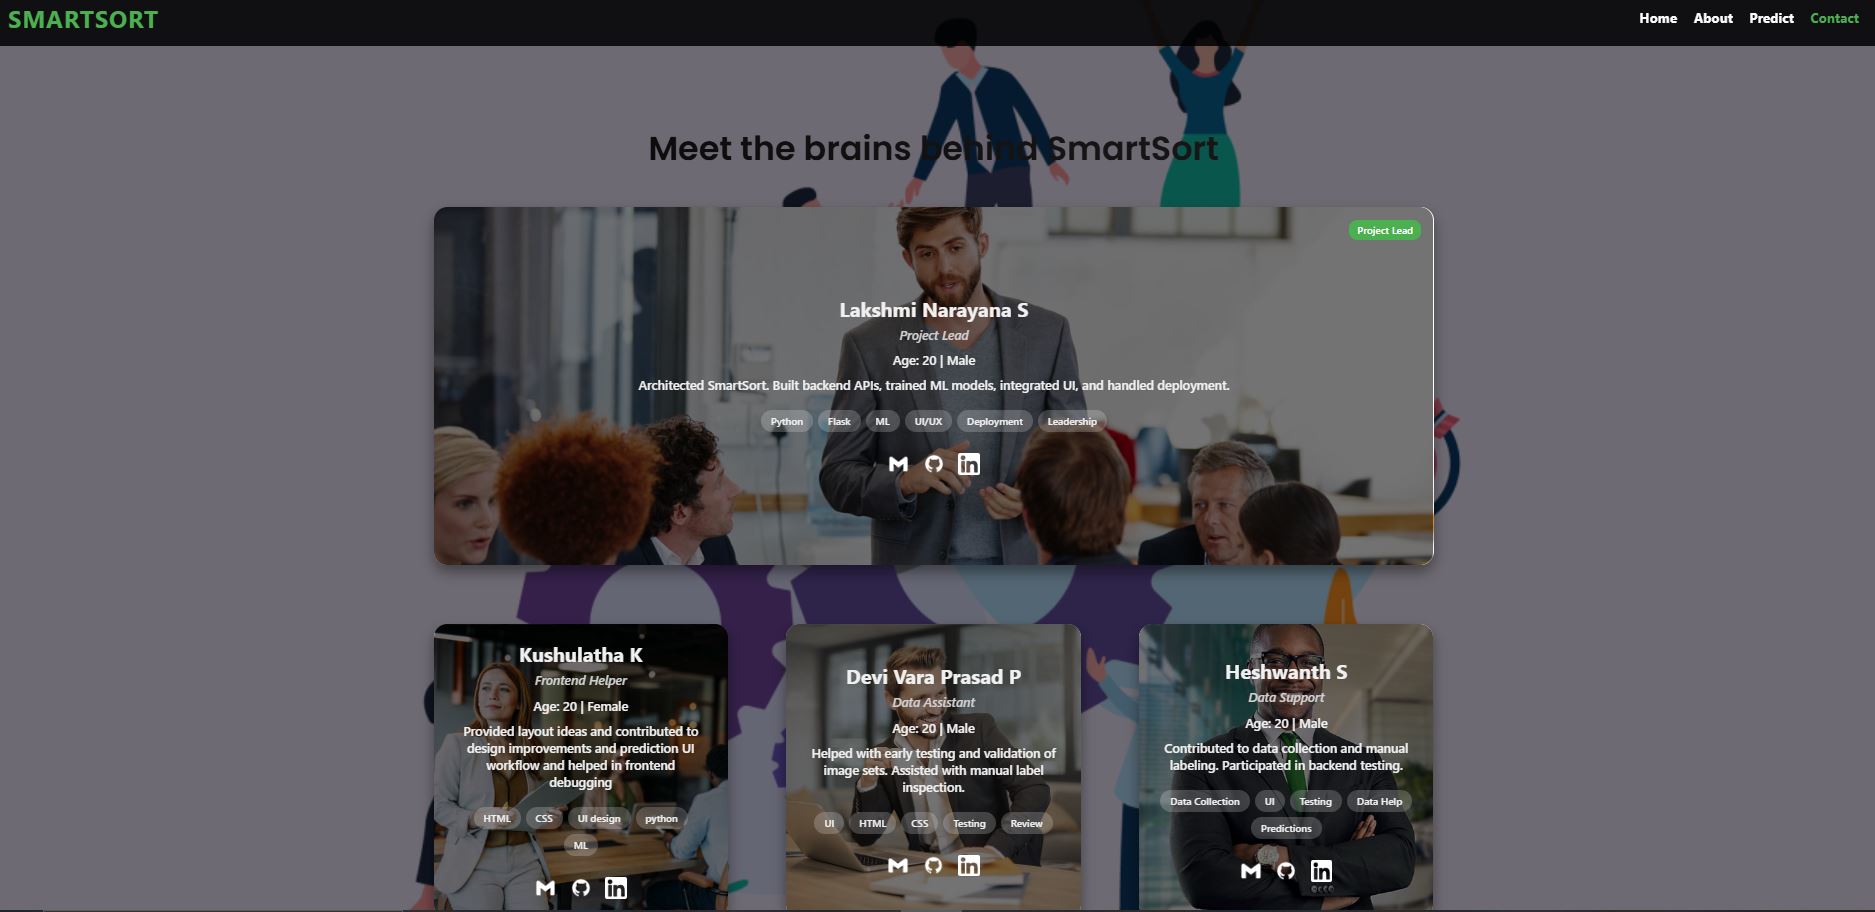 SMARTSORT
Home About Predict Contact
Meet the brains behind SmartSort
Project Lead
Lakshmi Narayana S
Project Lead
Age: 20 | Male
Architected SmartSort. Built backend APIs, trained ML models, integrated UI, and handled deployment.
Python Flask ML UI/UX Deployment Leadership
Kushulatha K
Frontend Helper
Age: 20 | Female
Provided layout ideas and contributed to
design improvements and prediction UI
workflow and helped in frontend
debugging
HTML CSS UI design python
ML
Devi Vara Prasad P
Data Assistant
Age: 20 | Male
Helped with early testing and validation of
image sets. Assisted with manual label
inspection.
UI HTML CSS Testing Review
Heshwanth S
Data Support
Age: 20 | Male
Contributed to data collection and manual
labeling. Participated in backend testing.
Data Collection UI Testing Data Help
Predictions